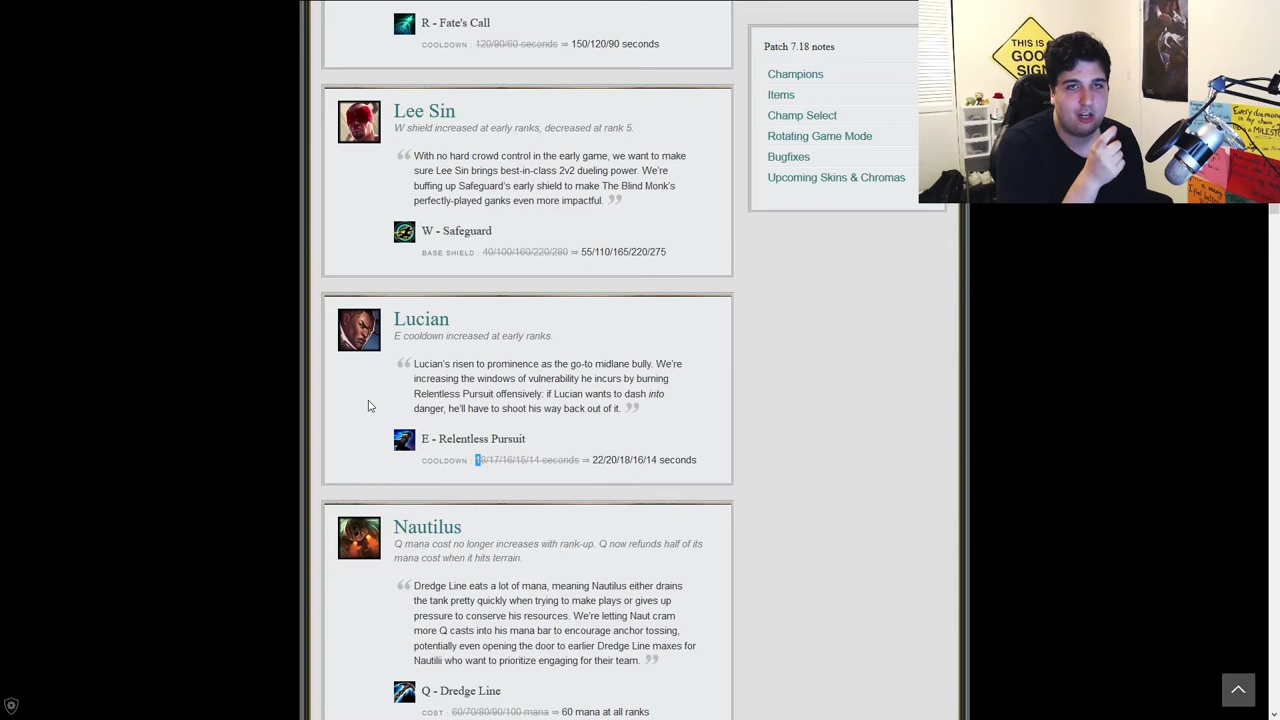 R - Fate's Call
COOLDOWN : 120/90/60 seconds ⇒ 150/120/90 seconds
Lee Sin
W shield increased at early ranks, decreased at rank 5.
With no hard crowd control in the early game, we want to make
sure Lee Sin brings best-in-class 2v2 dueling power. We're
buffing up Safeguard's early shield to make The Blind Monk's
perfectly-played ganks even more impactful.
W - Safeguard
BASE SHIELD : 40/100/160/220/280 ⇒ 55/110/165/220/275
Lucian
E cooldown increased at early ranks.
Lucian's risen to prominence as the go-to midlane bully. We're
increasing the windows of vulnerability he incurs by burning
Relentless Pursuit offensively: if Lucian wants to dash into
danger, he'll have to shoot his way back out of it.
E - Relentless Pursuit
COOLDOWN : 18/17/16/15/14 seconds ⇒ 22/20/18/16/14 seconds
Nautilus
Q mana cost no longer increases with rank-up. Q now refunds half of its
mana cost when it hits terrain.
Dredge Line eats a lot of mana, meaning Nautilus either drains
the tank pretty quickly when trying to make plays or gives up
pressure to conserve his resources. We're letting Naut cram
more Q casts into his mana bar to encourage anchor tossing,
potentially even opening the door to earlier Dredge Line maxes for
Nautilii who want to prioritize engaging for their team.
Q - Dredge Line
COST : 60/70/80/90/100 mana ⇒ 60 mana at all ranks
Patch 7.18 notes
Champions
Items
Champ Select
Rotating Game Mode
Bugfixes
Upcoming Skins & Chromas
THIS IS
GOO
SIGN
Every diamond
MILESTO